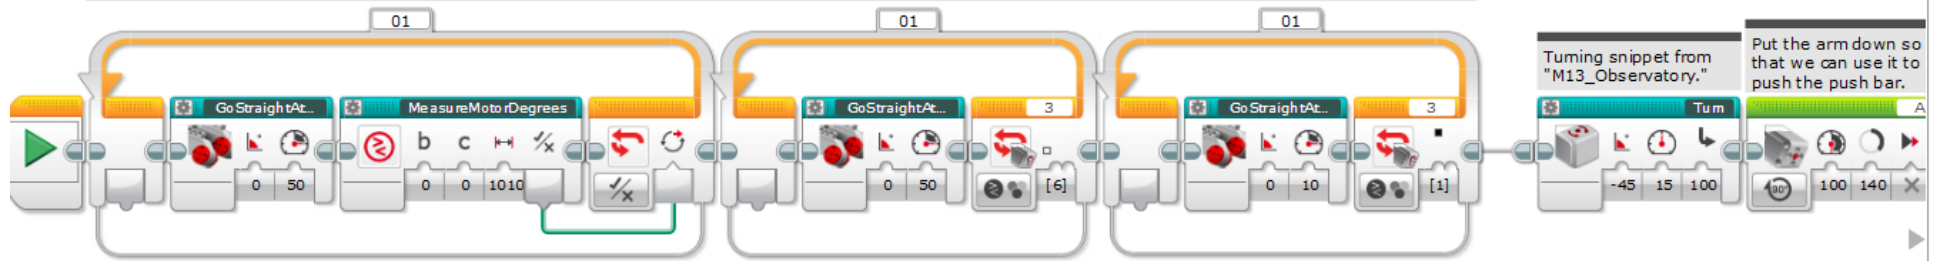 01
01
01
Turning snippet from
"M13_Observatory."
Put the arm down so
that we can use it to
push the push bar.
GoStraightAt...
MeasureMotorDegrees
GoStraightAt...
3
GoStraightAt...
3
Turn
A
b
c
0
50
0
0
1010
0
50
[6]
0
10
[1]
-45
15
100
90°
100
140